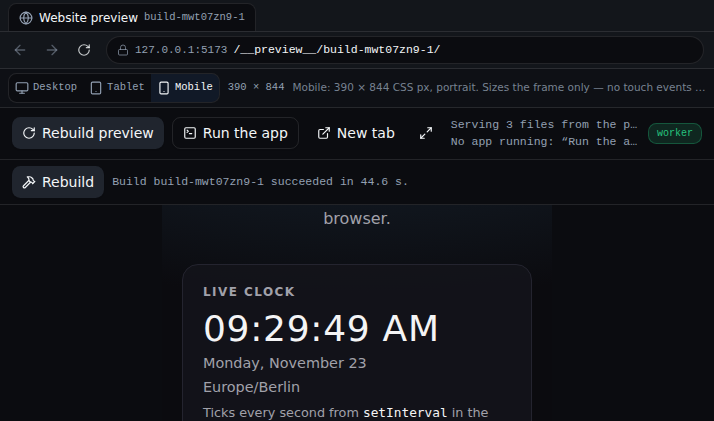 Website preview build-mwt07zn9-1
127.0.0.1:5173 /__preview__/build-mwt07zn9-1/
Desktop Tablet Mobile 390 × 844 Mobile: 390 × 844 CSS px, portrait. Sizes the frame only — no touch events …
Rebuild preview Run the app New tab Serving 3 files from the p…
No app running: “Run the a… worker
Rebuild Build build-mwt07zn9-1 succeeded in 44.6 s.
browser.
LIVE CLOCK
09:29:49 AM
Monday, November 23
Europe/Berlin
Ticks every second from setInterval in the